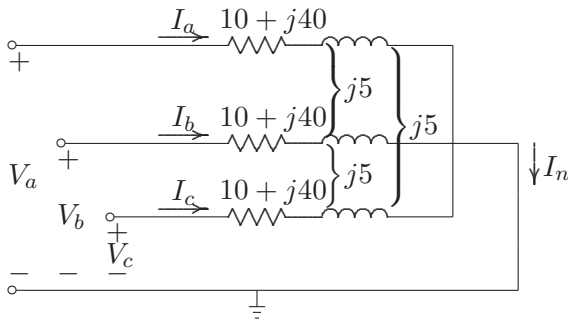 I_a 10 + j40
+
j5
I_b 10 + j40
j5
+
V_a
I_n
I_c 10 + j40
j5
V_b
+
V_c
− − −